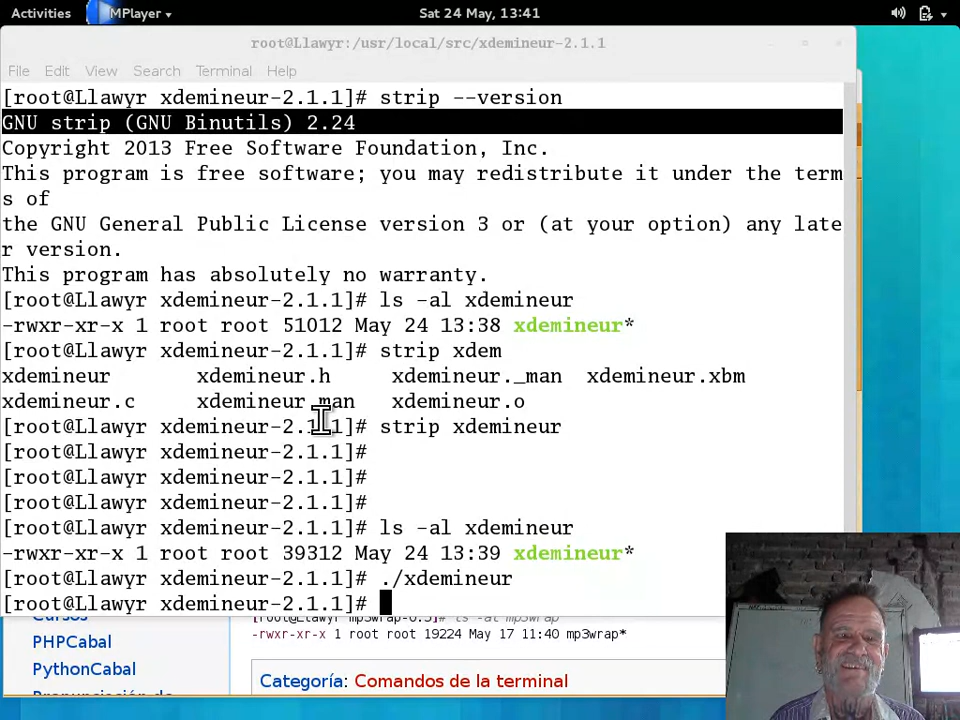 Activities MPlayer Sat 24 May, 13:41
root@Llawyr:/usr/local/src/xdemineur-2.1.1
File Edit View Search Terminal Help
[root@Llawyr xdemineur-2.1.1]# strip --version
GNU strip (GNU Binutils) 2.24
Copyright 2013 Free Software Foundation, Inc.
This program is free software; you may redistribute it under the term
s of
the GNU General Public License version 3 or (at your option) any late
r version.
This program has absolutely no warranty.
[root@Llawyr xdemineur-2.1.1]# ls -al xdemineur
-rwxr-xr-x 1 root root 51012 May 24 13:38 xdemineur*
[root@Llawyr xdemineur-2.1.1]# strip xdem
xdemineur xdemineur.h xdemineur._man xdemineur.xbm
xdemineur.c xdemineur.man xdemineur.o
[root@Llawyr xdemineur-2.1.1]# strip xdemineur
[root@Llawyr xdemineur-2.1.1]#
[root@Llawyr xdemineur-2.1.1]#
[root@Llawyr xdemineur-2.1.1]#
[root@Llawyr xdemineur-2.1.1]# ls -al xdemineur
-rwxr-xr-x 1 root root 39312 May 24 13:39 xdemineur*
[root@Llawyr xdemineur-2.1.1]# ./xdemineur
[root@Llawyr xdemineur-2.1.1]#
Cursos
PHPCabal
PythonCabal
-rwxr-xr-x 1 root root 19224 May 17 11:40 mp3wrap*
Categoría: Comandos de la terminal